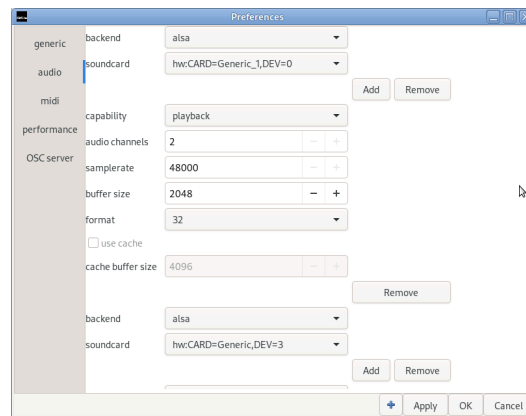 Preferences
generic
audio
midi
performance
OSC server
backend alsa
soundcard hw:CARD=Generic_1,DEV=0
Add Remove
capability playback
audio channels 2
samplerate 48000
buffer size 2048
format 32
use cache
cache buffer size 4096
Remove
backend alsa
soundcard hw:CARD=Generic,DEV=3
Add Remove
Apply OK Cancel